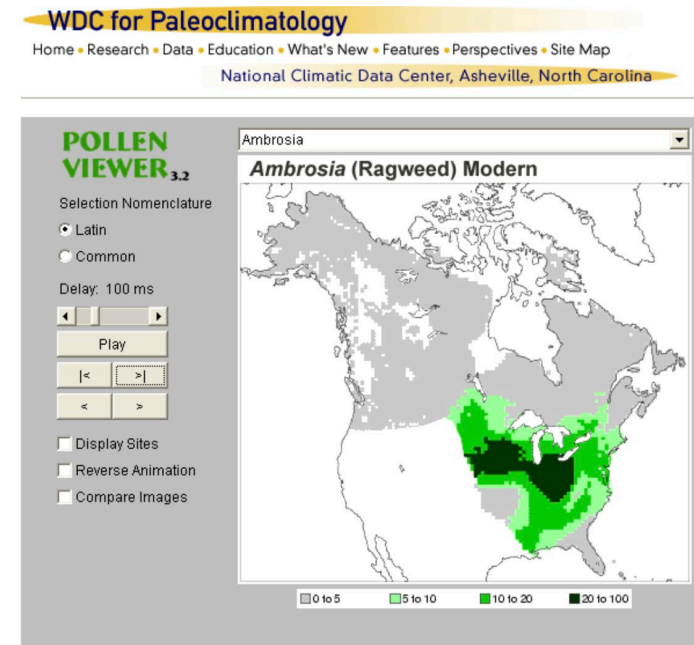 WDC for Paleoclimatology
Home • Research • Data • Education • What's New • Features • Perspectives • Site Map
National Climatic Data Center, Asheville, North Carolina
POLLEN
VIEWER 3.2
Ambrosia
Ambrosia (Ragweed) Modern
Selection Nomenclature
Latin
Common
Delay: 100 ms
Play
|< >|
< >
Display Sites
Reverse Animation
Compare Images
0 to 5 5 to 10 10 to 20 20 to 100